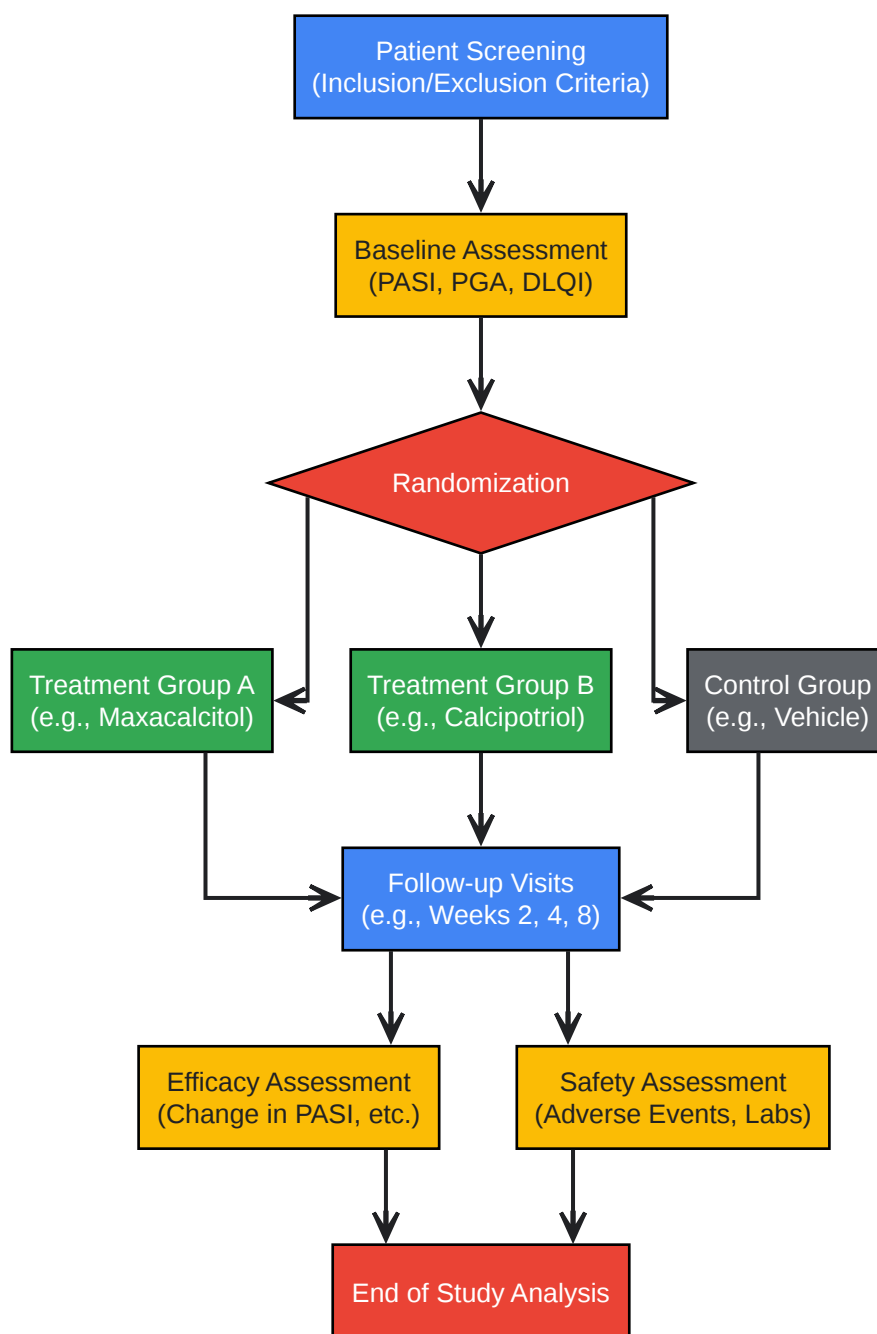 Patient Screening
(Inclusion/Exclusion Criteria)
Baseline Assessment
(PASI, PGA, DLQI)
Randomization
Treatment Group A
(e.g., Maxacalcitol)
Treatment Group B
(e.g., Calcipotriol)
Control Group
(e.g., Vehicle)
Follow-up Visits
(e.g., Weeks 2, 4, 8)
Efficacy Assessment
(Change in PASI, etc.)
Safety Assessment
(Adverse Events, Labs)
End of Study Analysis